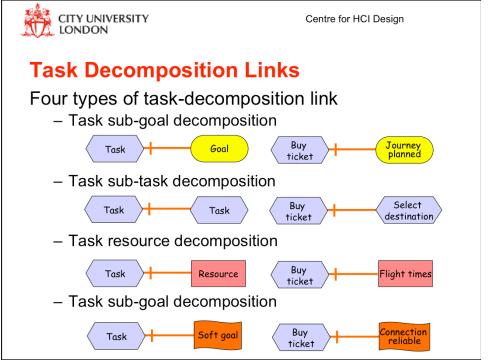 CITY UNIVERSITY
LONDON
Centre for HCI Design
Task Decomposition Links
Four types of task-decomposition link
– Task sub-goal decomposition
Task
Goal
Buy
ticket
Journey
planned
– Task sub-task decomposition
Task
Task
Buy
ticket
Select
destination
– Task resource decomposition
Task
Resource
Buy
ticket
Flight times
– Task sub-goal decomposition
Task
Soft goal
Buy
ticket
Connection
reliable